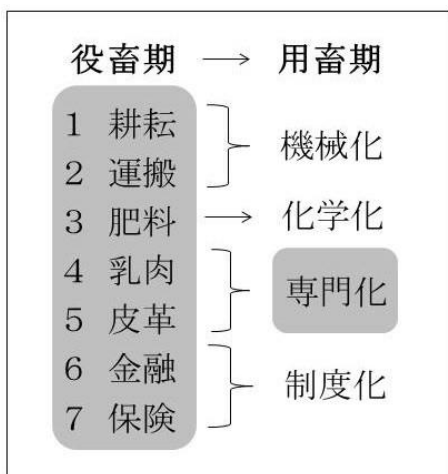 役畜期 → 用畜期
1 耕耘
2 運搬
機械化
3 肥料 → 化学化
4 乳肉
5 皮革
専門化
6 金融
7 保険
制度化